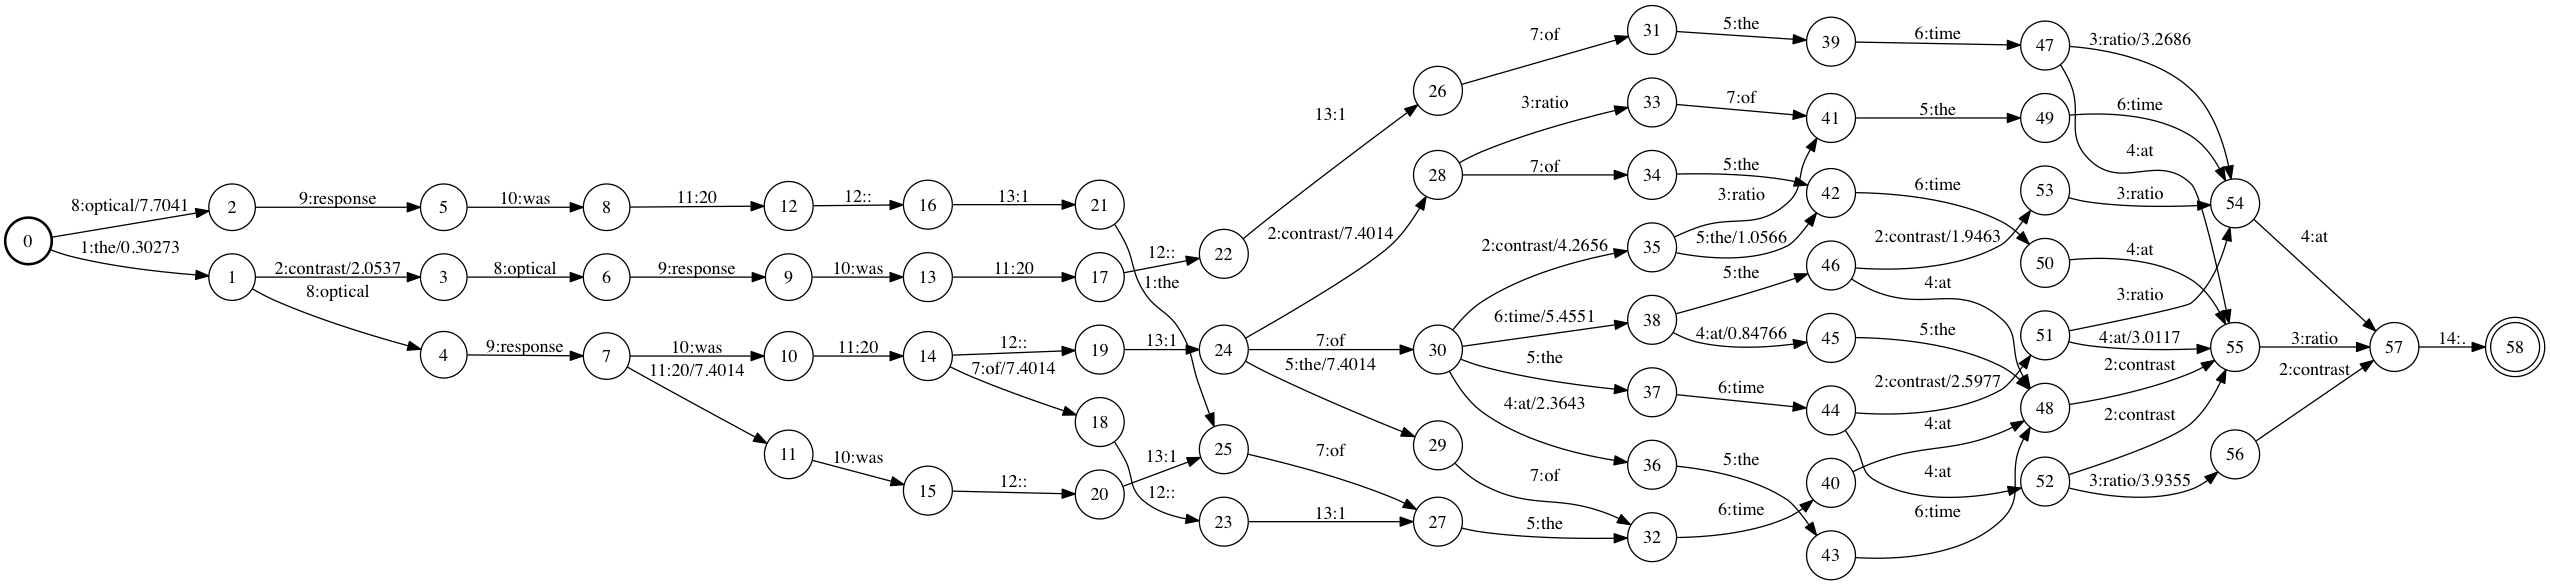 0
8:optical/7.7041
1:the/0.30273
2
9:response
5
10:was
8
11:20
12
12::
16
13:1
21
1:the
1
2:contrast/2.0537
3
8:optical
6
9:response
9
10:was
13
11:20
17
12::
22
13:1
26
7:of
31
5:the
39
6:time
47
3:ratio/3.2686
4:at
8:optical
4
9:response
7
10:was
10
11:20
14
12::
19
13:1
24
11:20/7.4014
11
10:was
15
12::
20
13:1
25
7:of
7:of/7.4014
18
12::
23
13:1
27
5:the
2:contrast/7.4014
28
3:ratio
33
7:of
41
5:the
49
6:time
54
4:at
7:of
34
5:the
42
6:time
50
4:at
7:of
30
2:contrast/4.2656
35
3:ratio
5:the/1.0566
6:time/5.4551
38
5:the
46
2:contrast/1.9463
53
3:ratio
4:at
4:at/0.84766
45
5:the
48
2:contrast
5:the
37
6:time
44
2:contrast/2.5977
51
3:ratio
4:at/3.0117
55
3:ratio
57
14:.
58
4:at
52
2:contrast
3:ratio/3.9355
56
2:contrast
4:at/2.3643
36
5:the
43
6:time
5:the/7.4014
29
7:of
32
6:time
40
4:at